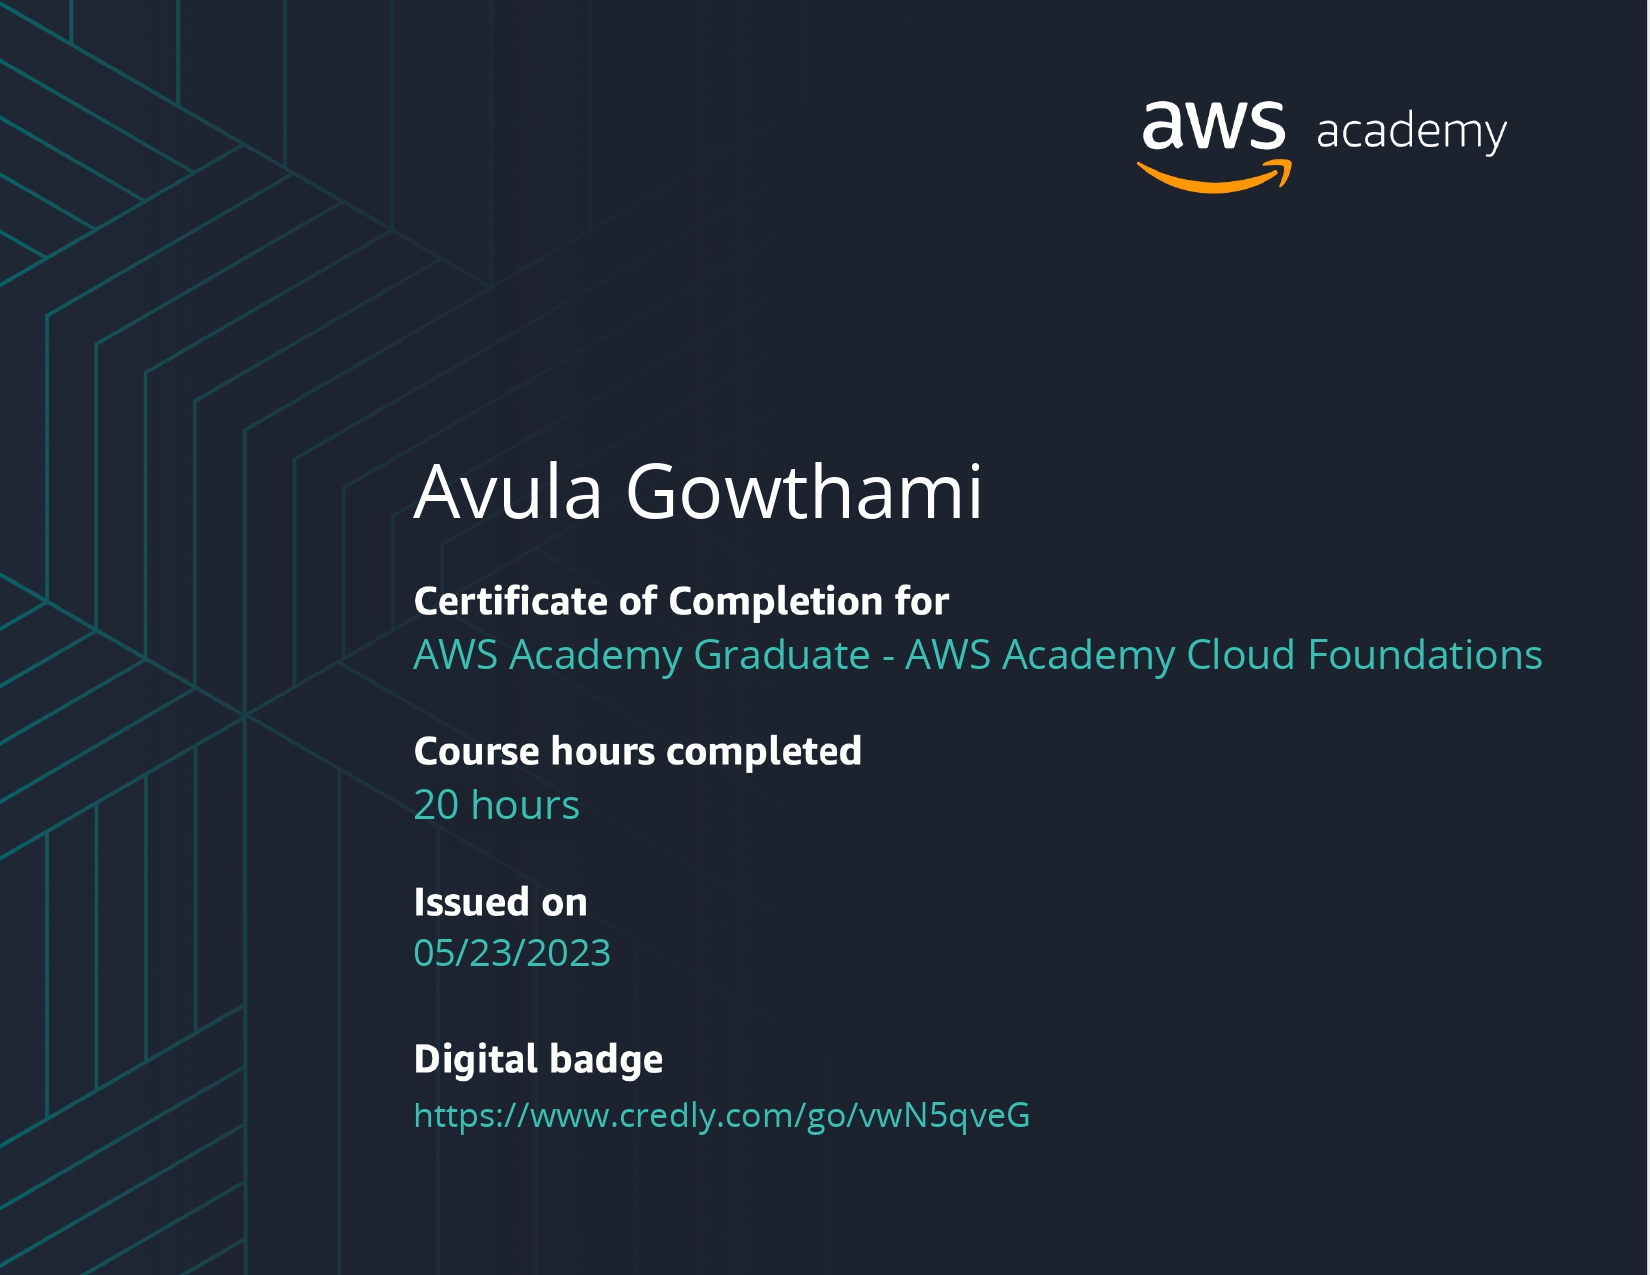 aws academy
Avula Gowthami
Certificate of Completion for
AWS Academy Graduate - AWS Academy Cloud Foundations
Course hours completed
20 hours
Issued on
05/23/2023
Digital badge
https://www.credly.com/go/vwN5qveG